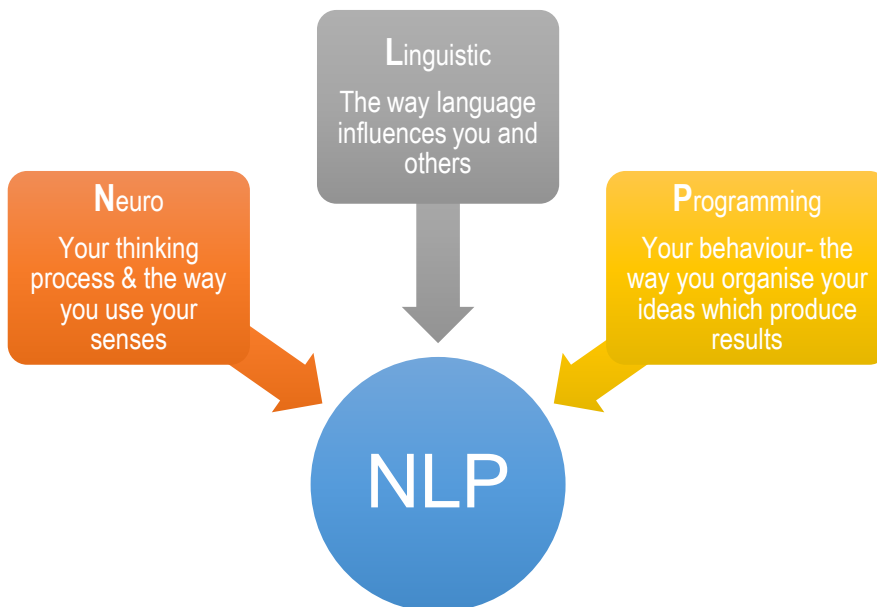 Linguistic
The way language
influences you and
others
Neuro
Your thinking
process & the way
you use your
senses
Programming
Your behaviour- the
way you organise your
ideas which produce
results
NLP